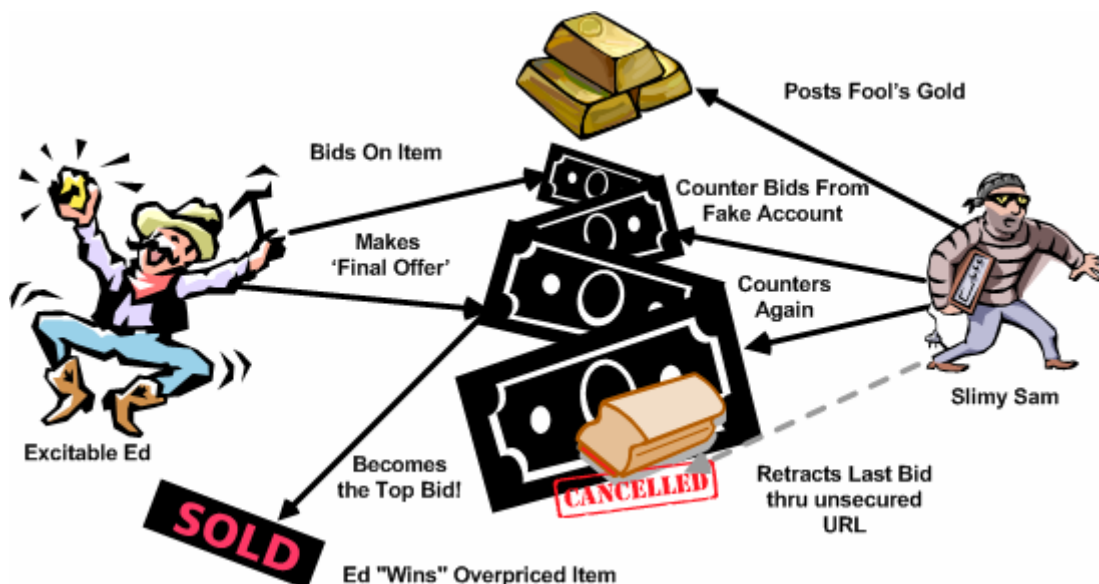 Posts Fool's Gold
Bids On Item
Counter Bids From
Fake Account
Makes
'Final Offer'
Counters
Again
Slimy Sam
Excitable Ed
Becomes
the Top Bid!
CANCELLED
Retracts Last Bid
thru unsecured
URL
SOLD
Ed "Wins" Overpriced Item